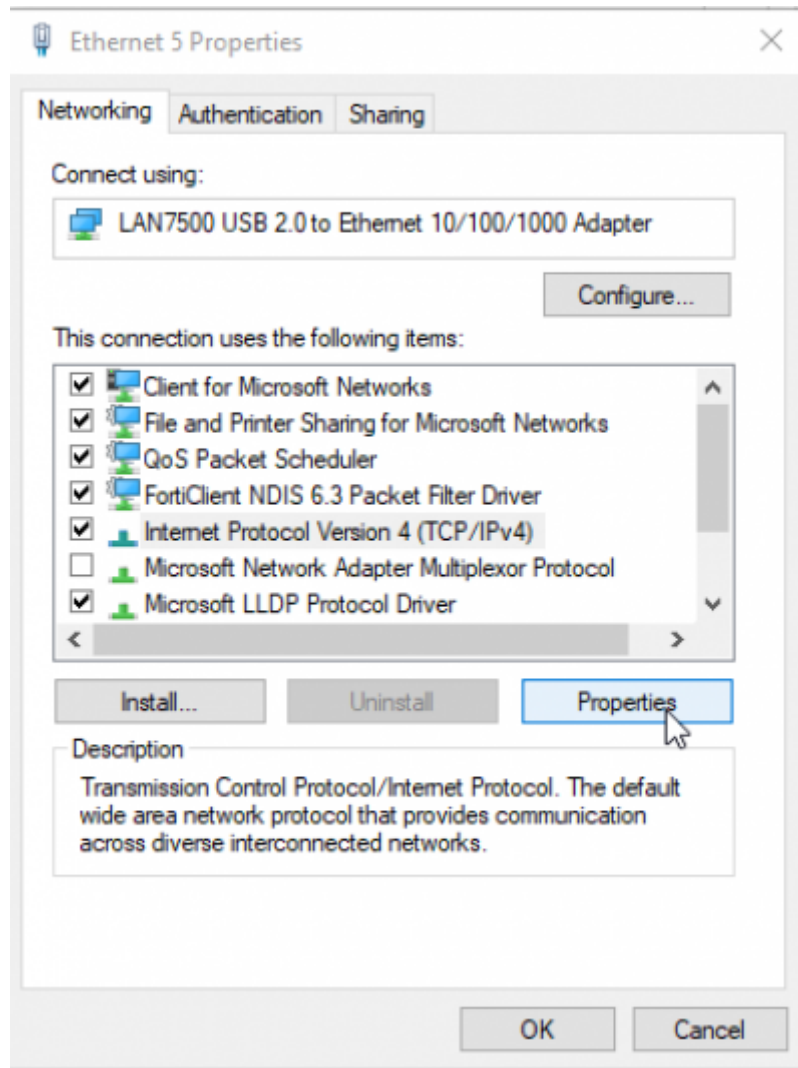 Ethernet 5 Properties
Networking
Authentication
Sharing
Connect using:
LAN7500 USB 2.0 to Ethernet 10/100/1000 Adapter
Configure...
This connection uses the following items:
Client for Microsoft Networks
File and Printer Sharing for Microsoft Networks
QoS Packet Scheduler
FortiClient NDIS 6.3 Packet Filter Driver
Internet Protocol Version 4 (TCP/IPv4)
Microsoft Network Adapter Multiplexor Protocol
Microsoft LLDP Protocol Driver
Install...
Uninstall
Properties
Description
Transmission Control Protocol/Internet Protocol. The default
wide area network protocol that provides communication
across diverse interconnected networks.
OK
Cancel